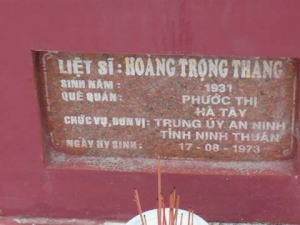 LIỆT SĨ : HOÀNG TRỌNG THẮNG
SINH NĂM : 1931
QUÊ QUÁN : PHƯỚC THỊ
HÀ TÂY
CHỨC VỤ, ĐƠN VỊ : TRUNG ÚY AN NINH
TỈNH NINH THUẬN
NGÀY HY SINH : 17 - 08 - 1973